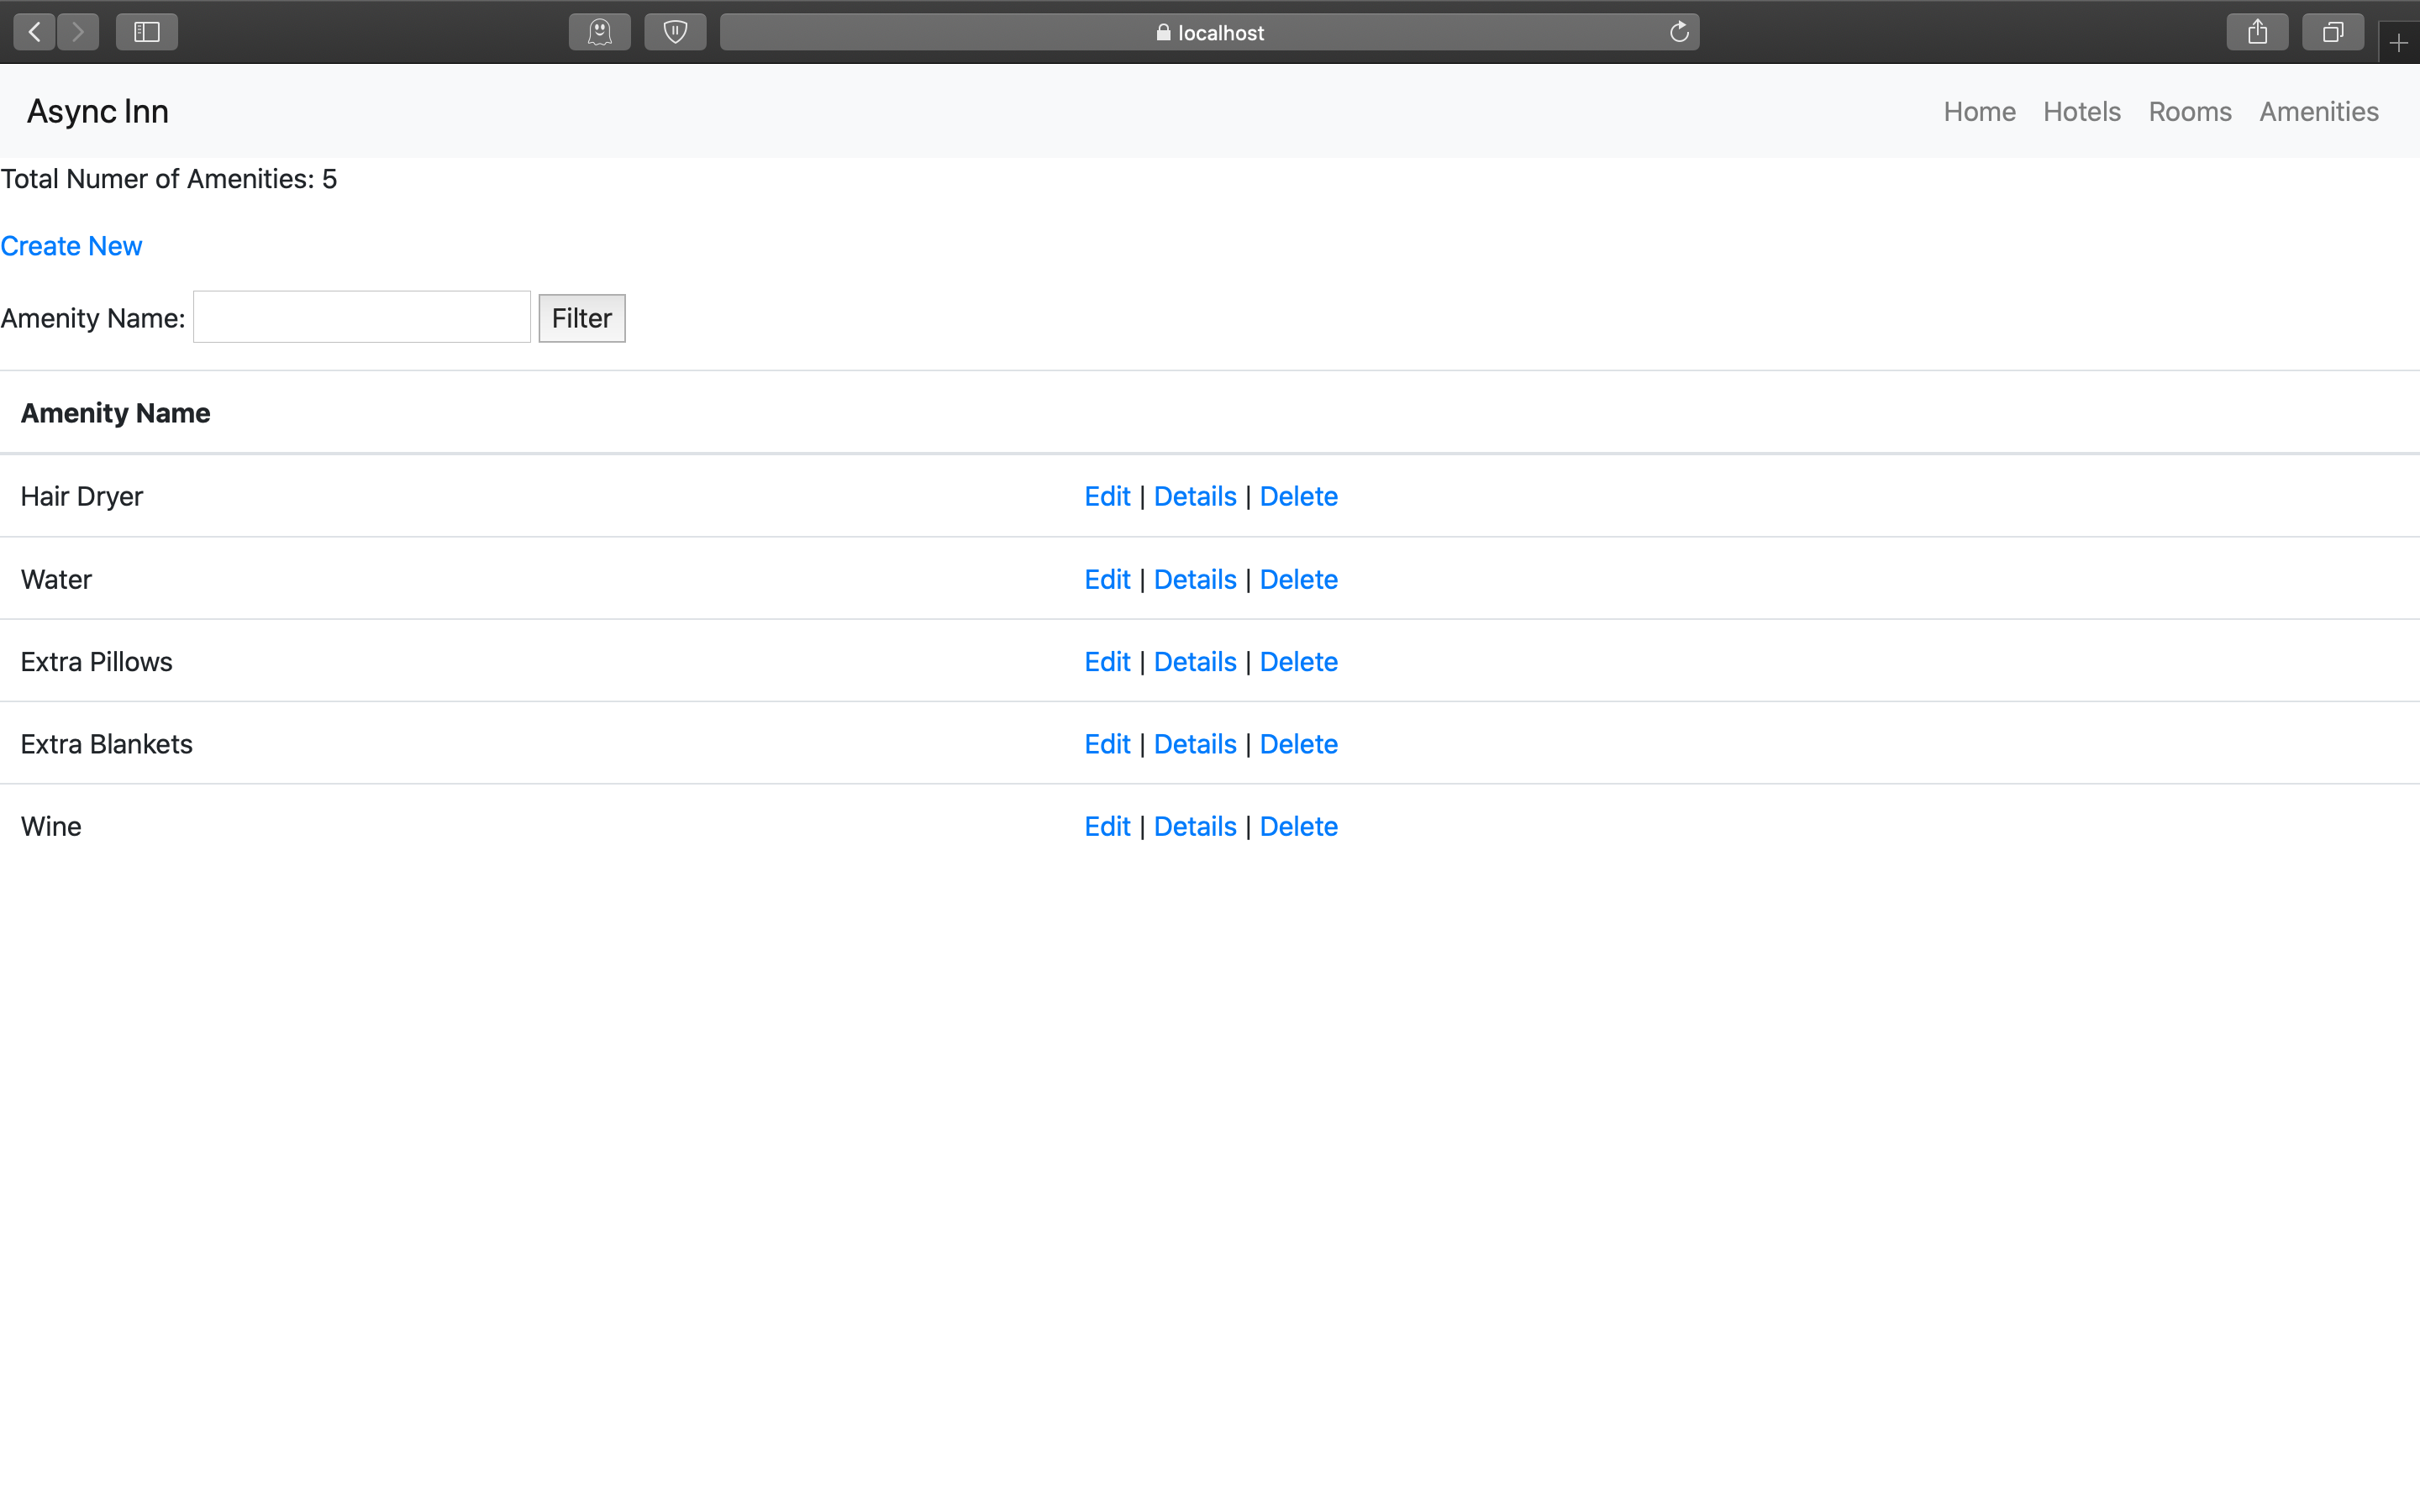 localhost
Async Inn Home Hotels Rooms Amenities
Total Numer of Amenities: 5
Create New
Amenity Name: Filter
Amenity Name
Hair Dryer Edit | Details | Delete
Water Edit | Details | Delete
Extra Pillows Edit | Details | Delete
Extra Blankets Edit | Details | Delete
Wine Edit | Details | Delete